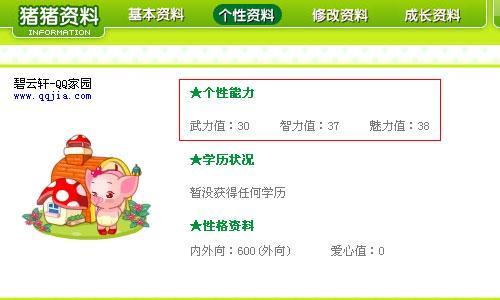 猪猪资料
INFORMATION
基本资料 个性资料 修改资料 成长资料
碧云轩-QQ家园
www.qqjia.com
★个性能力
武力值：30 智力值：37 魅力值：38
★学历状况
暂没获得任何学历
★性格资料
内外向：600(外向) 爱心值：0